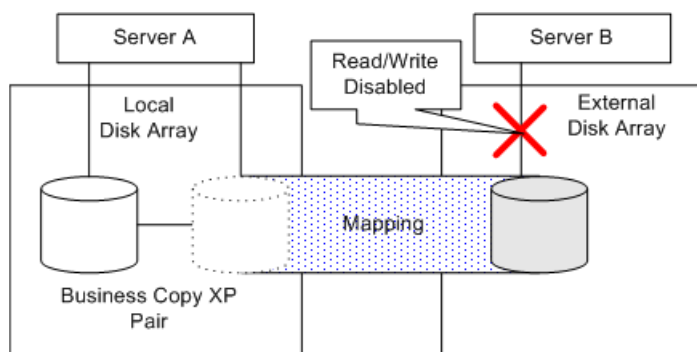 Server A
Server B
Read/Write
Disabled
Local
Disk Array
External
Disk Array
Mapping
Business Copy XP
Pair